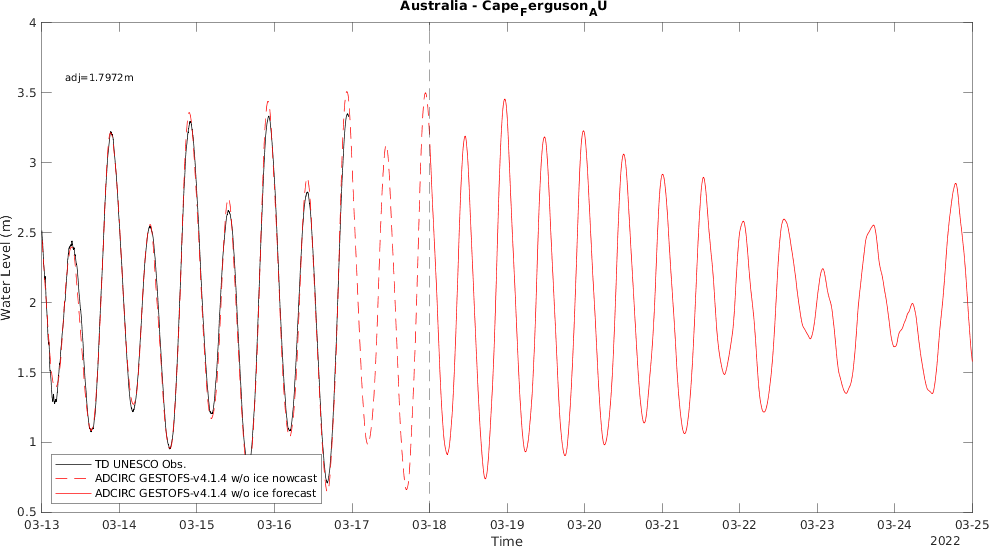 Australia - Cape_Ferguson_AU
4
adj=1.7972m
3.5
3
2.5
2
1.5
1
0.5
Water Level (m)
TD UNESCO Obs.
ADCIRC GESTOFS-v4.1.4 w/o ice nowcast
ADCIRC GESTOFS-v4.1.4 w/o ice forecast
03-13 03-14 03-15 03-16 03-17 03-18 03-19 03-20 03-21 03-22 03-23 03-24 03-25
Time
2022